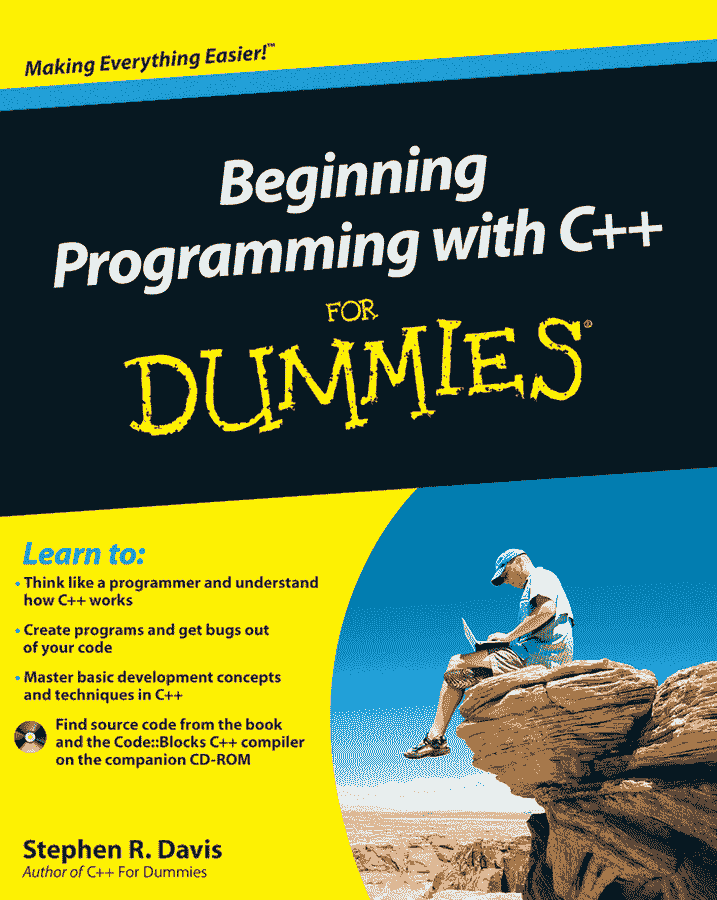 Making Everything Easier!™
Beginning
Programming with C++
FOR
DUMMIES®
Learn to:
• Think like a programmer and understand
how C++ works
• Create programs and get bugs out
of your code
• Master basic development concepts
and techniques in C++
Find source code from the book
and the Code::Blocks C++ compiler
on the companion CD-ROM
Stephen R. Davis
Author of C++ For Dummies